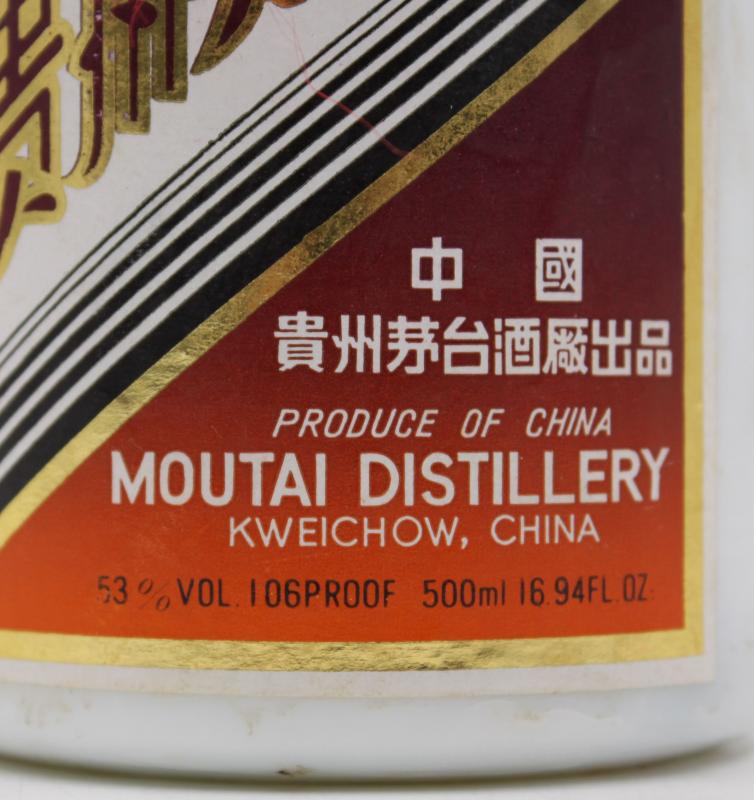 中 國
貴州茅台酒廠出品
PRODUCE OF CHINA
MOUTAI DISTILLERY
KWEICHOW, CHINA
53%VOL. 106PROOF 500ml 16.94FL.OZ.